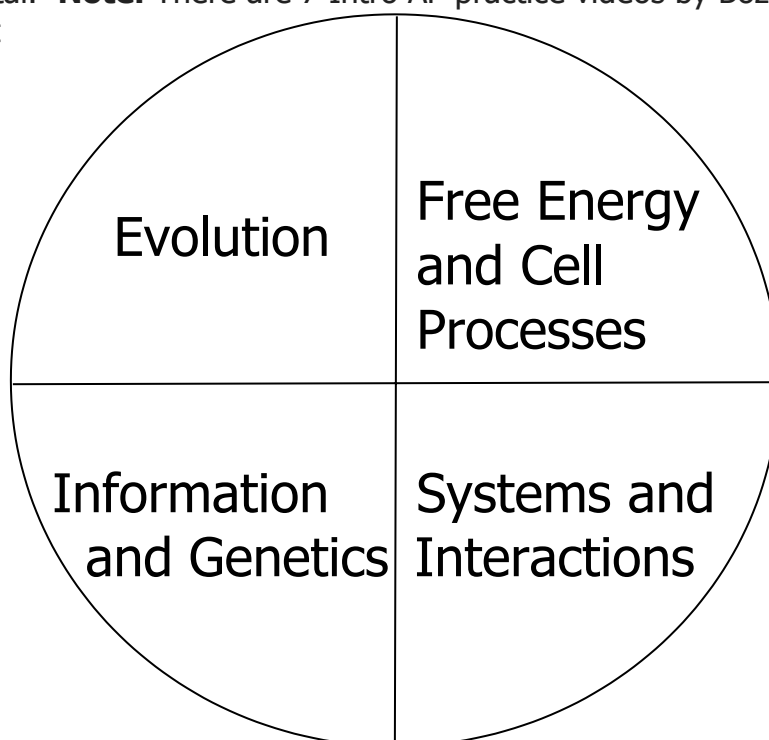 Note: There are 7 Intro AP practice videos by
:
Evolution
Free Energy
and Cell
Processes
Information
and Genetics
Systems and
Interactions